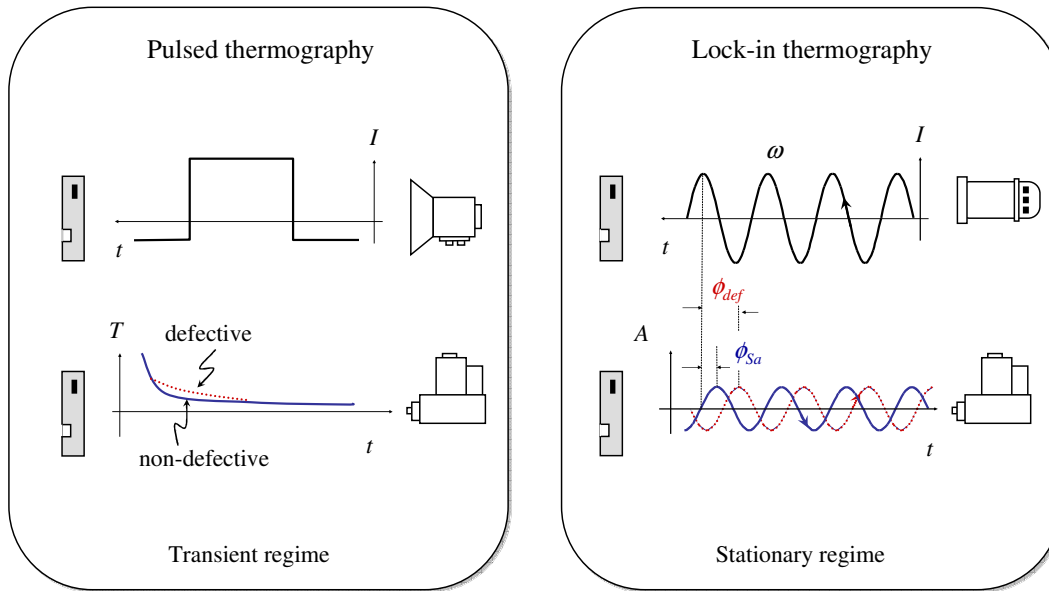 Pulsed thermography
I
t
T
defective
non-defective
t
Transient regime
Lock-in thermography
I
ω
t
ϕdef
A
ϕSa
t
Stationary regime